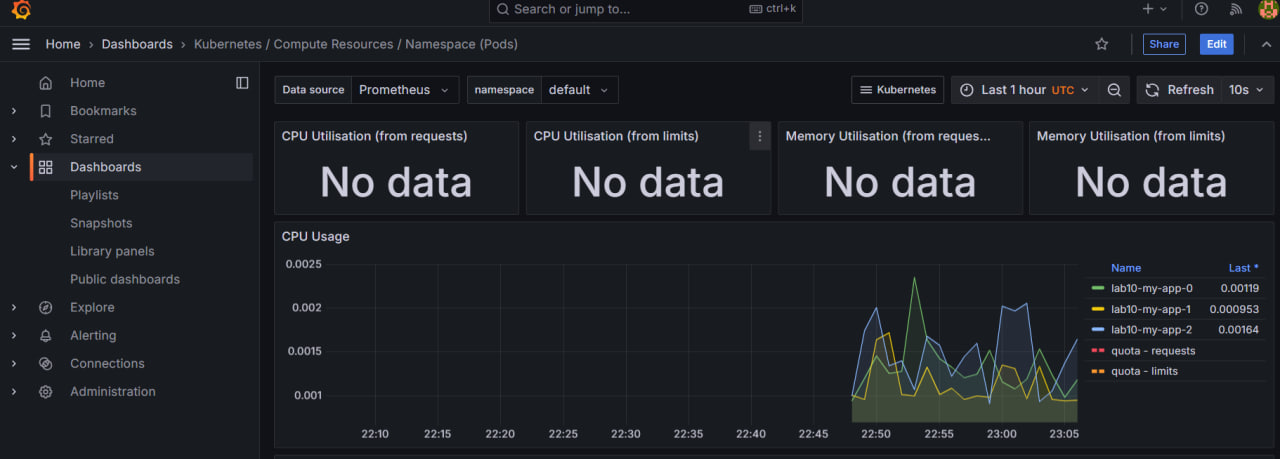 Search or jump to... ctrl+k
Home › Dashboards › Kubernetes / Compute Resources / Namespace (Pods) Share Edit
Home
Bookmarks
Starred
Dashboards
Playlists
Snapshots
Library panels
Public dashboards
Explore
Alerting
Connections
Administration
Data source Prometheus namespace default Kubernetes Last 1 hour UTC Refresh 10s
CPU Utilisation (from requests)
No data
CPU Utilisation (from limits)
No data
Memory Utilisation (from reques...
No data
Memory Utilisation (from limits)
No data
CPU Usage
0.0025
0.002
0.0015
0.001
22:10 22:15 22:20 22:25 22:30 22:35 22:40 22:45 22:50 22:55 23:00 23:05
Name Last *
lab10-my-app-0 0.00119
lab10-my-app-1 0.000953
lab10-my-app-2 0.00164
quota - requests
quota - limits